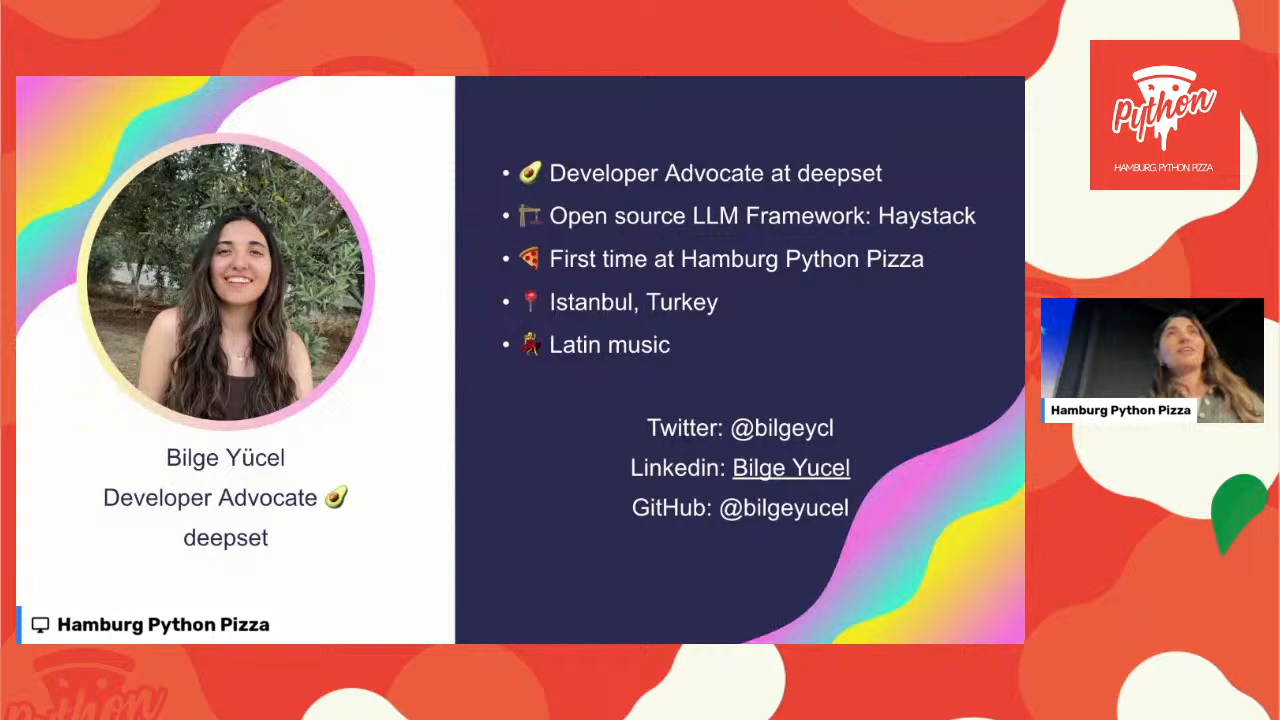 Bilge Yücel
Developer Advocate 🥑
deepset
• 🥑 Developer Advocate at deepset
• 🏗️ Open source LLM Framework: Haystack
• 🍕 First time at Hamburg Python Pizza
• 📍 Istanbul, Turkey
• 💃 Latin music
Twitter: @bilgeycl
Linkedin: Bilge Yucel
GitHub: @bilgeyucel
Hamburg Python Pizza
Python
HAMBURG PYTHON PIZZA
Hamburg Python Pizza
Python